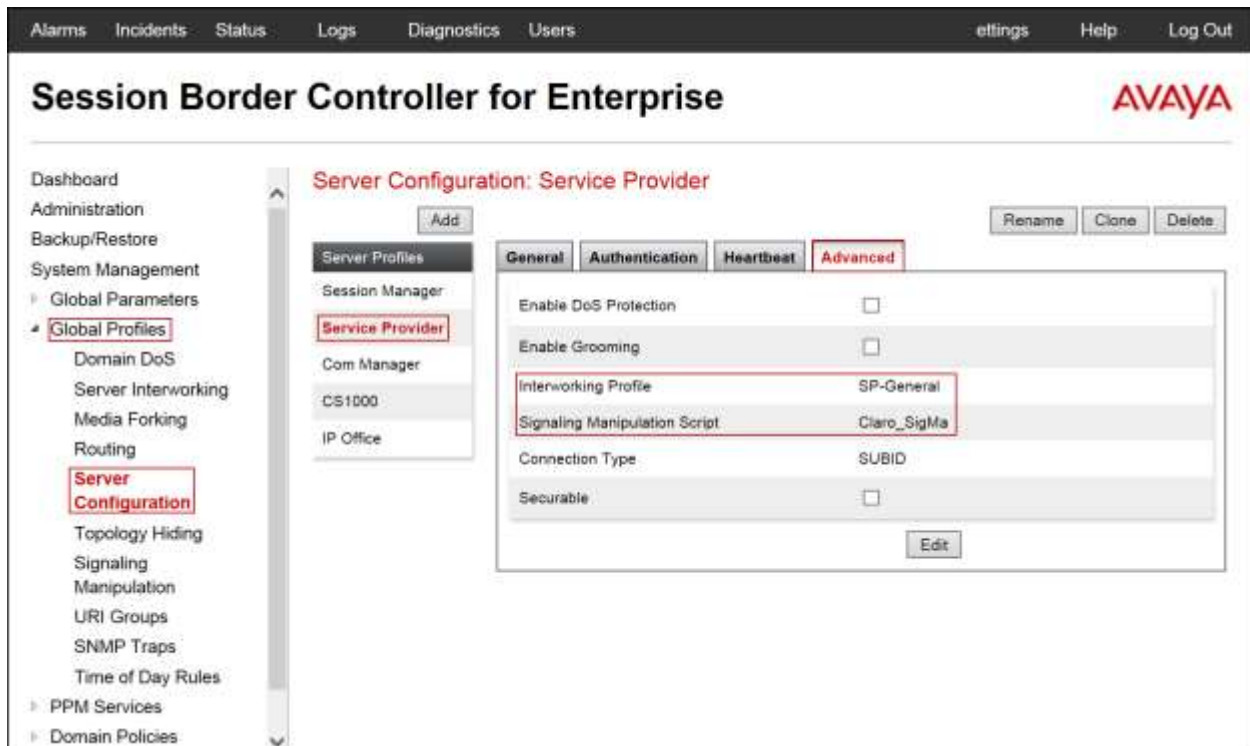 Alarms Incidents Status Logs Diagnostics Users ettings Help Log Out
Session Border Controller for Enterprise
AVAYA
Dashboard
Administration
Backup/Restore
System Management
Global Parameters
Global Profiles
Domain DoS
Server Interworking
Media Forking
Routing
Server
Configuration
Topology Hiding
Signaling
Manipulation
URI Groups
SNMP Traps
Time of Day Rules
PPM Services
Domain Policies
Server Configuration: Service Provider
Add
Rename Clone Delete
Server Profiles
Session Manager
Service Provider
Com Manager
CS1000
IP Office
General Authentication Heartbeat Advanced
Enable DoS Protection
Enable Grooming
Interworking Profile SP-General
Signaling Manipulation Script Claro_SigMa
Connection Type SUBID
Securable
Edit